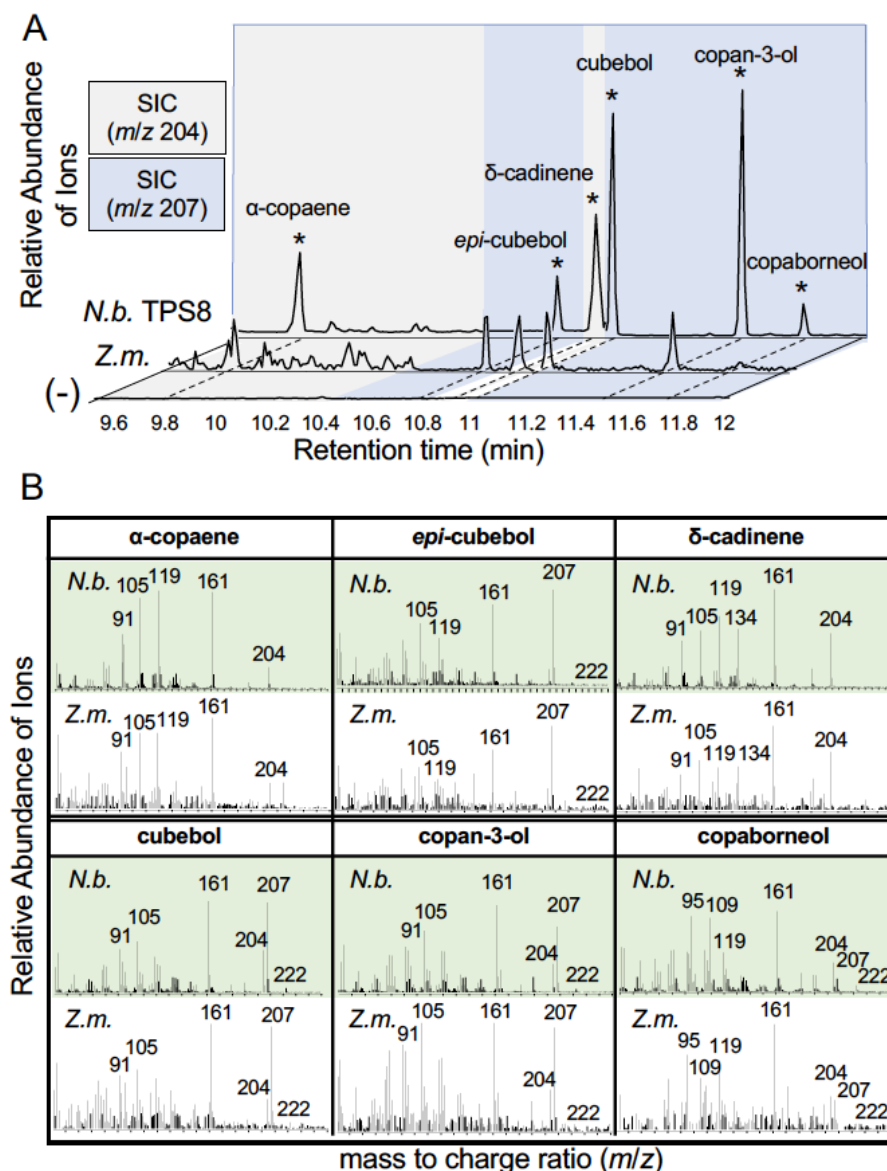 A
SIC
(m/z 204)
SIC
(m/z 207)
Relative Abundance
of Ions
α-copaene
*
epi-cubebol
*
δ-cadinene
*
cubebol
*
copan-3-ol
*
copaborneol
*
N.b. TPS8
Z.m.
(-)
9.6 9.8 10 10.2 10.4 10.6 10.8 11 11.2 11.4 11.6 11.8 12
Retention time (min)
B
Relative Abundance of Ions
α-copaene epi-cubebol δ-cadinene
N.b.
91 105 119 161 204
N.b.
105 119 161 207 222
N.b.
91 105 119 134 161 204
Z.m.
91 105 119 161 204
Z.m.
105 119 161 207 222
Z.m.
91 105 119 134 161 204
cubebol copan-3-ol copaborneol
N.b.
91 105 161 204 207 222
N.b.
91 105 161 204 207 222
N.b.
95 109 119 161 204 207 222
Z.m.
91 105 161 204 207 222
Z.m.
91 105 161 204 207 222
Z.m.
95 109 119 161 204 207 222
mass to charge ratio (m/z)